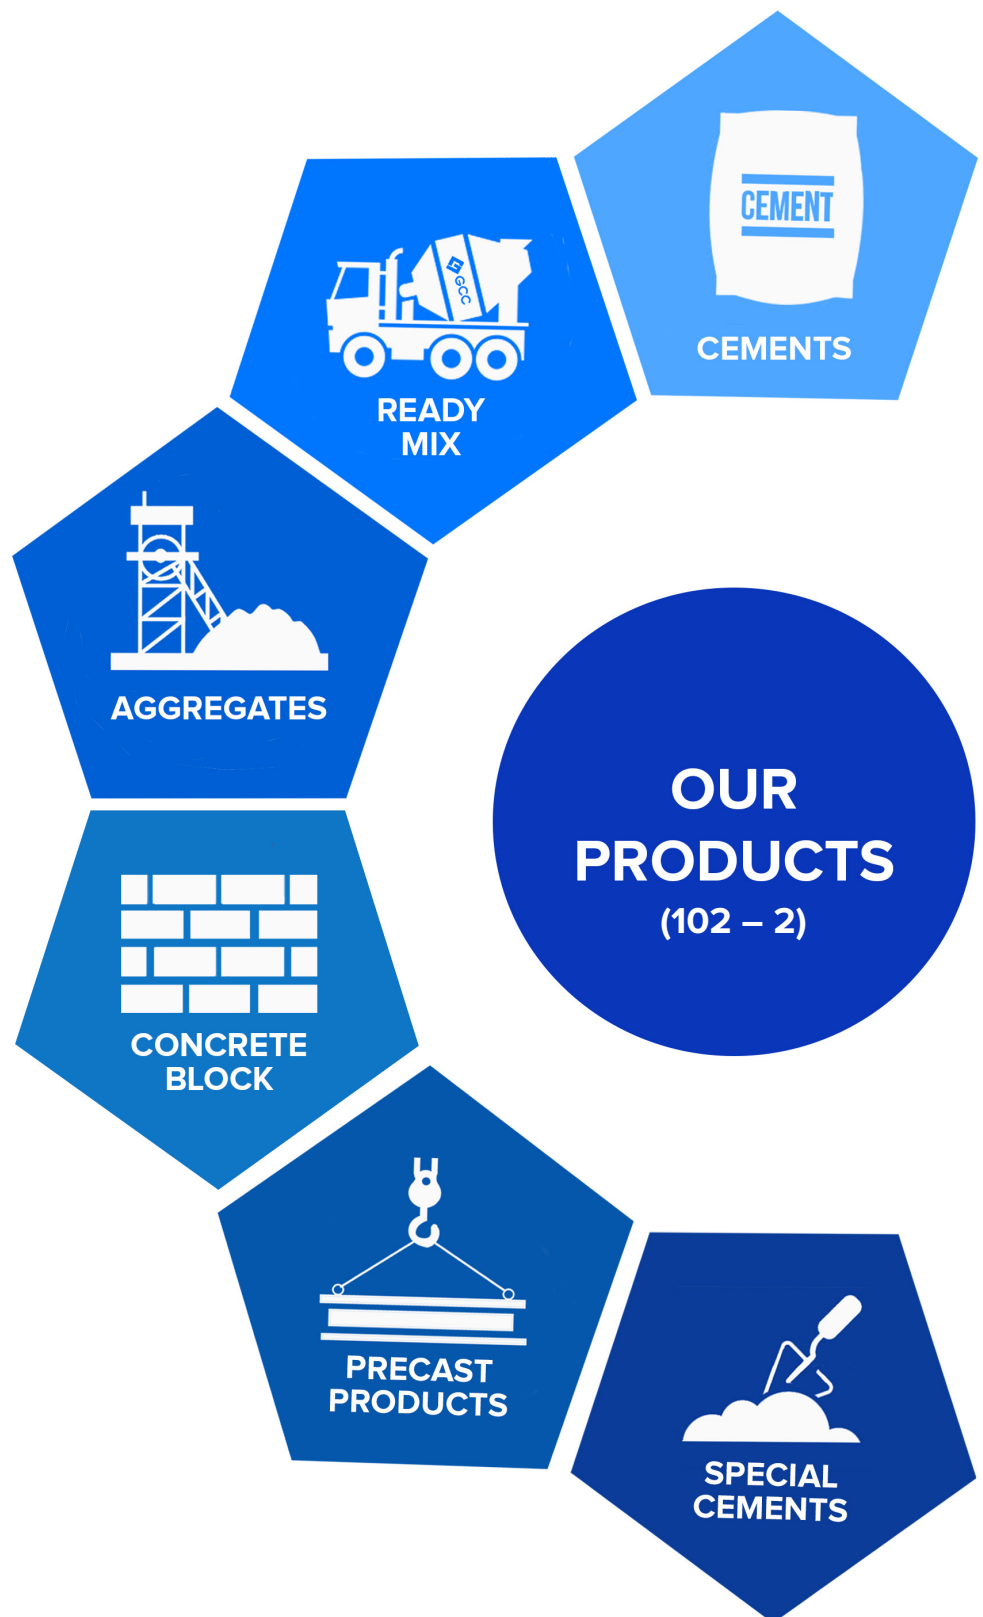 CEMENT
CEMENTS
GCC
READY
MIX
AGGREGATES
OUR
PRODUCTS
(102 – 2)
CONCRETE
BLOCK
PRECAST
PRODUCTS
SPECIAL
CEMENTS